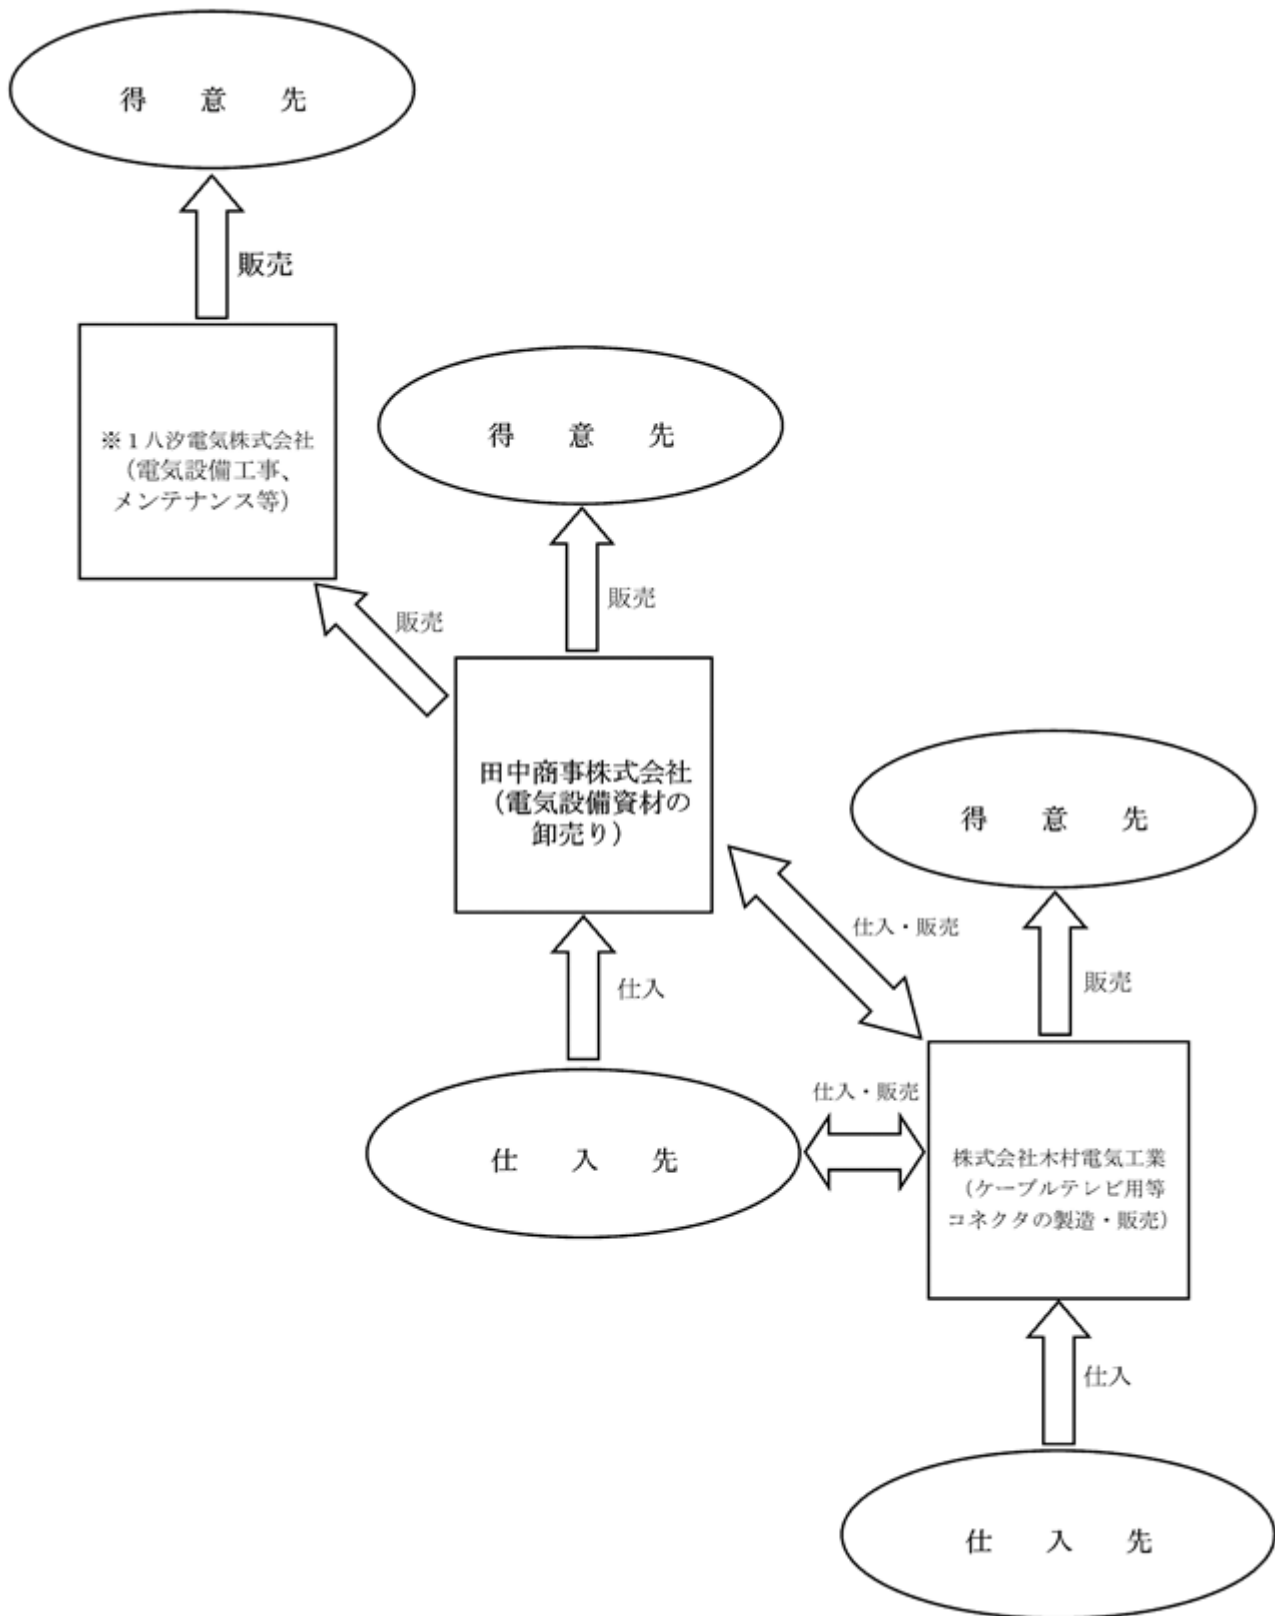 得　意　先
販売
※１八汐電気株式会社
（電気設備工事、
メンテナンス等）
得　意　先
販売
販売
田中商事株式会社
（電気設備資材の
卸売り）
得　意　先
仕入・販売
販売
仕入
仕入・販売
仕　入　先
株式会社木村電気工業
（ケーブルテレビ用等
コネクタの製造・販売）
仕入
仕　入　先